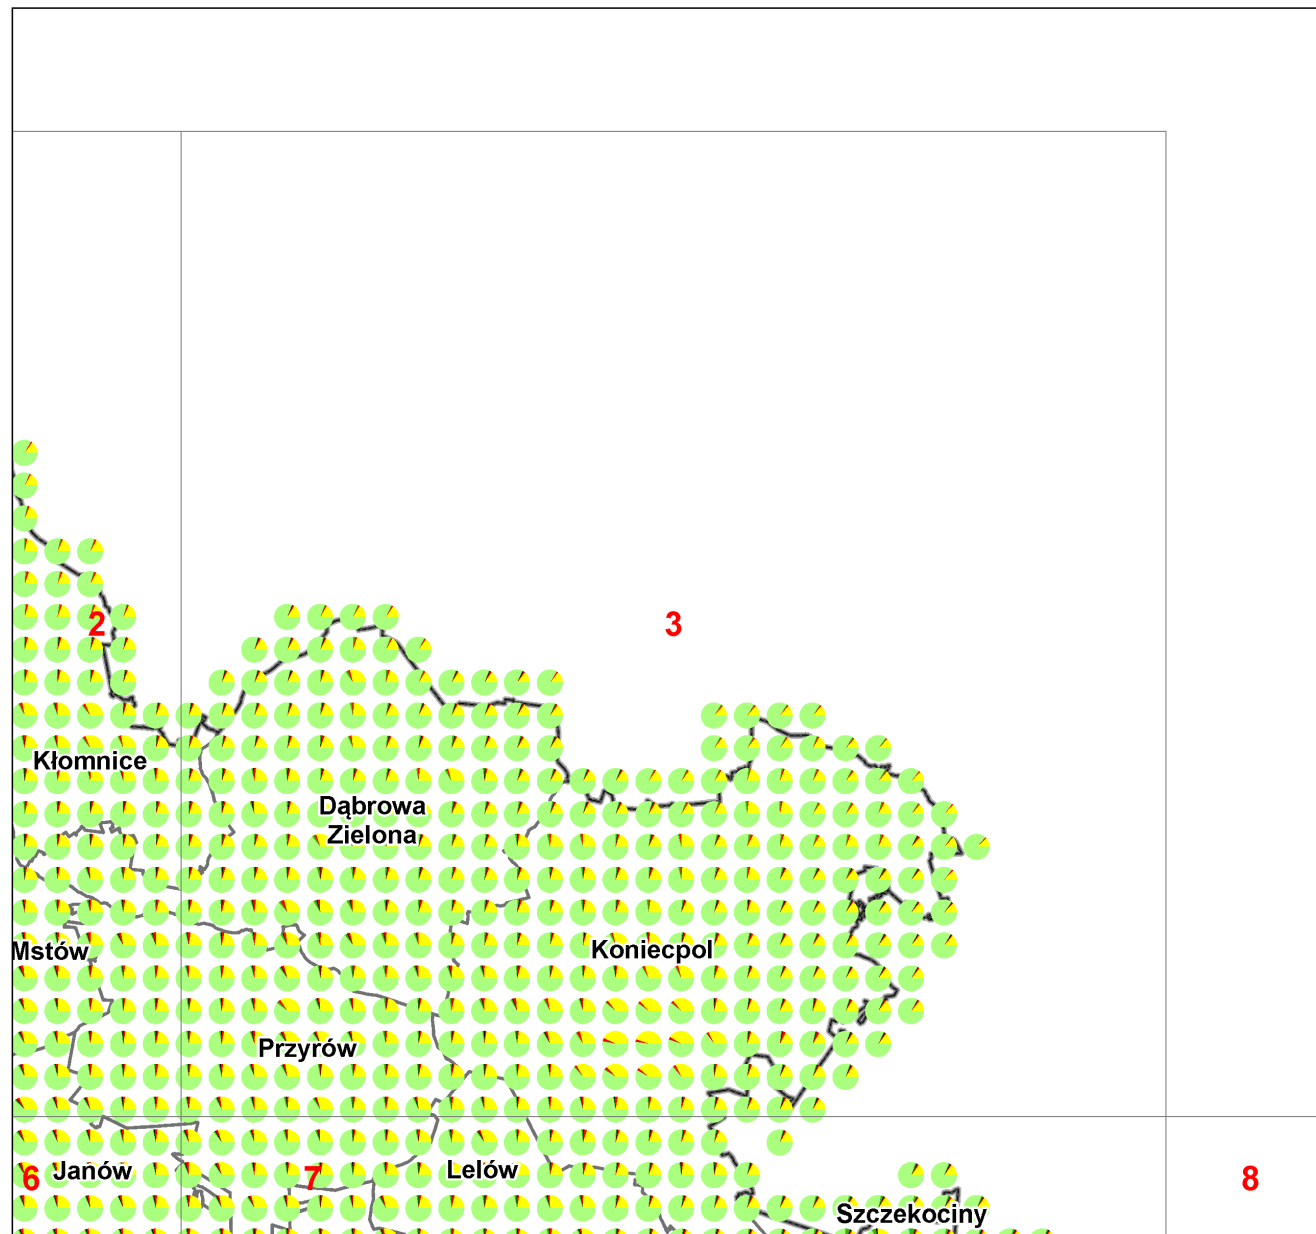 2
3
Kłomnice
Dąbrowa
Zielona
Mstów
Koniecpol
Przyrów
6
Janów
7
Lelów
8
Szczekociny